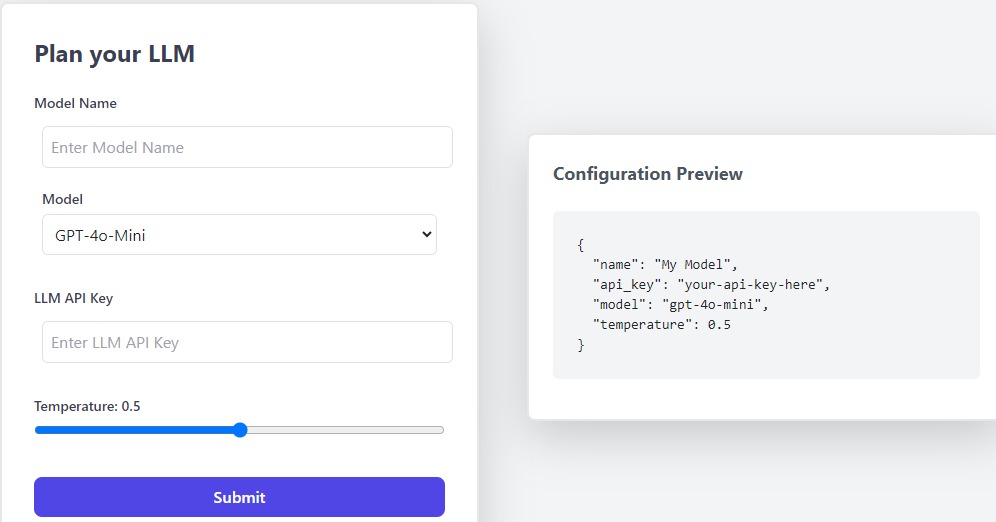 Plan your LLM
Model Name
Enter Model Name
Model
GPT-4o-Mini
LLM API Key
Enter LLM API Key
Temperature: 0.5
Submit
Configuration Preview
{
"name": "My Model",
"api_key": "your-api-key-here",
"model": "gpt-4o-mini",
"temperature": 0.5
}